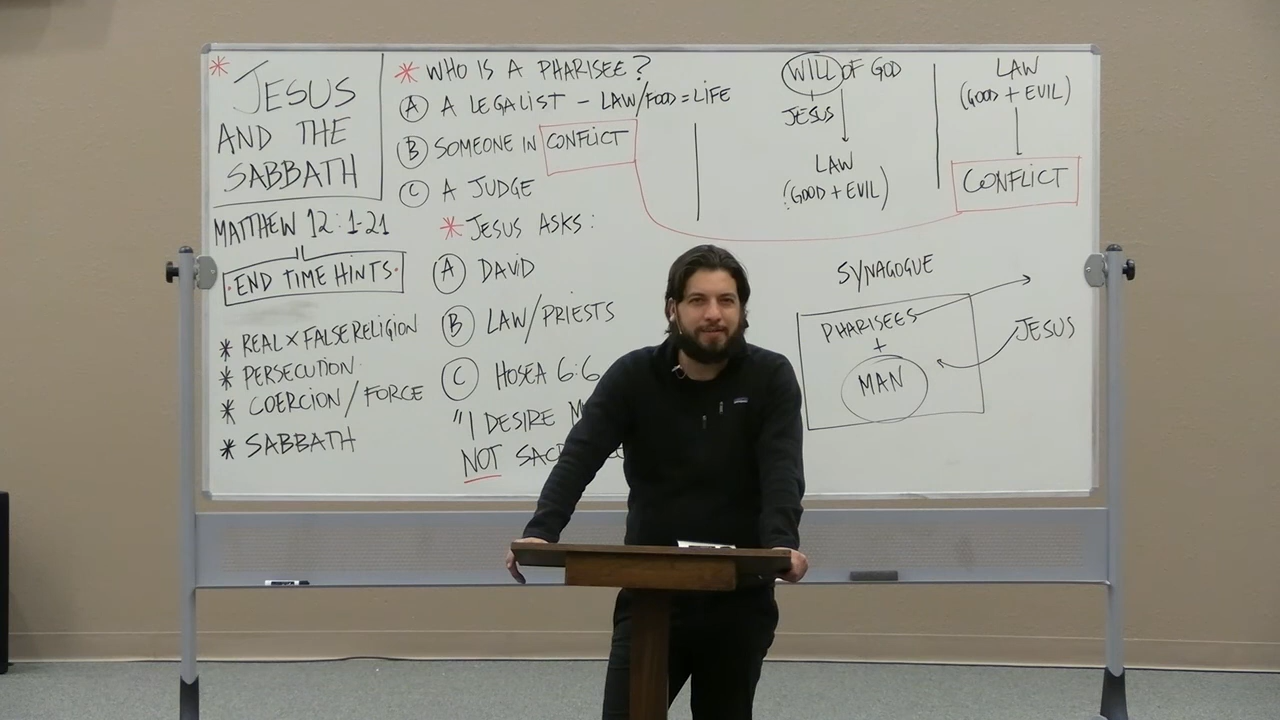 * JESUS
AND THE
SABBATH
MATTHEW 12:1-21
END TIME HINTS.
* REAL × FALSE RELIGION
* PERSECUTION
* COERCION/FORCE
* SABBATH
* WHO IS A PHARISEE?
A A LEGALIST - LAW/FOOD = LIFE
B SOMEONE IN CONFLICT
C A JUDGE
* JESUS ASKS:
A DAVID
B LAW/PRIESTS
C HOSEA 6:6
"I DESIRE
NOT
WILL OF GOD
JESUS
LAW
(GOOD + EVIL)
LAW
(GOOD + EVIL)
CONFLICT
SYNAGOGUE
PHARISEES
+
MAN
JESUS